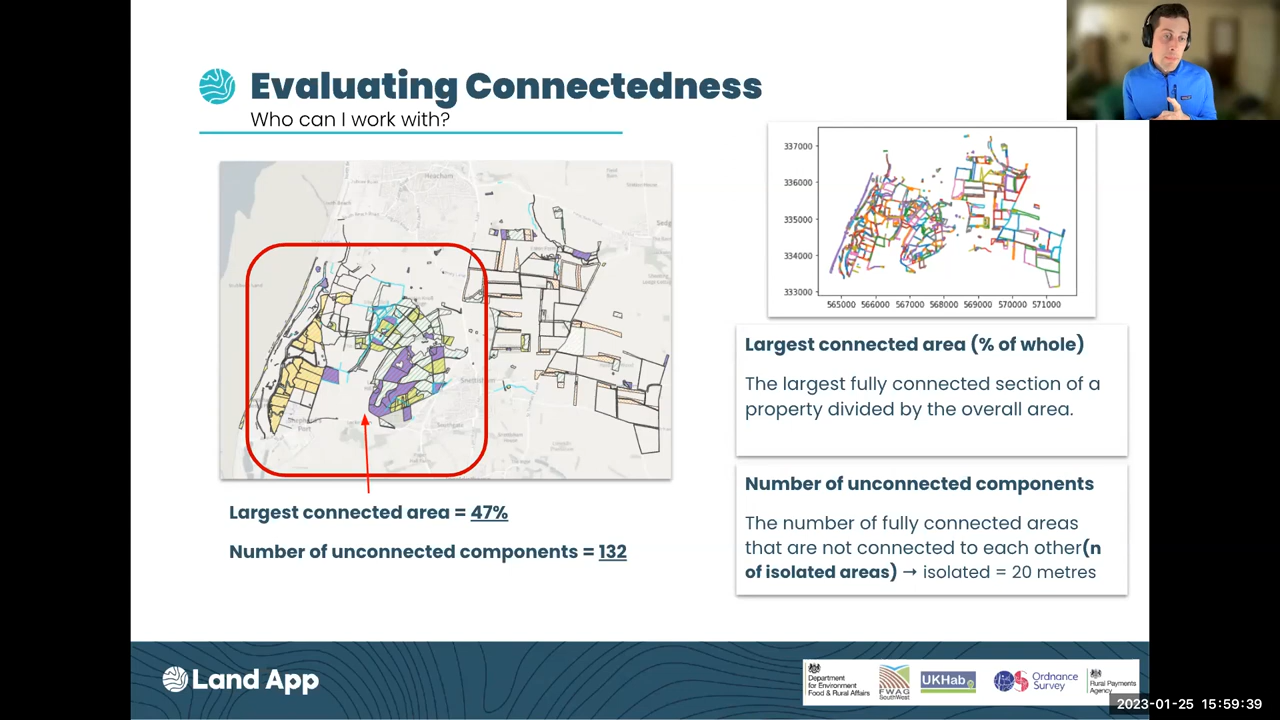 Evaluating Connectedness
Who can I work with?
Heacham
337000
336000
335000
334000
333000
565000 566000 567000 568000 569000 570000 571000
Largest connected area = 47%
Number of unconnected components = 132
Largest connected area (% of whole)
The largest fully connected section of a
property divided by the overall area.
Number of unconnected components
The number of fully connected areas
that are not connected to each other(n
of isolated areas) → isolated = 20 metres
Land App
Department
for Environment
Food & Rural Affairs
FWAG
SouthWest
UKHab
Ordnance
Survey
Rural Payments
Agency
2023-01-25 15:59:39